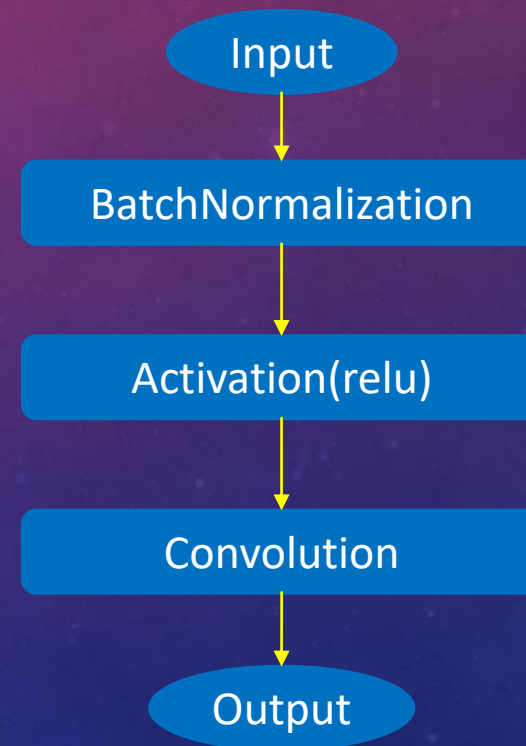 Input
BatchNormalization
Activation(relu)
Convolution
Output